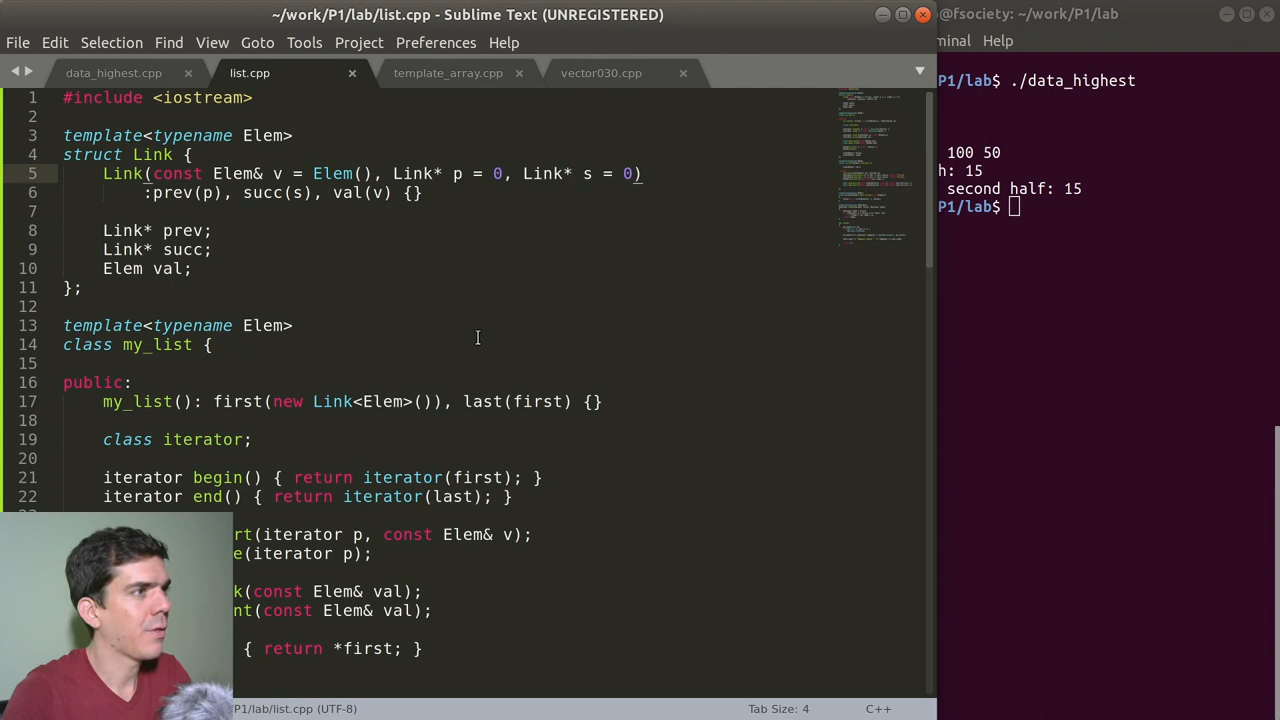 ~/work/P1/lab/list.cpp - Sublime Text (UNREGISTERED)
@fsociety: ~/work/P1/lab
File Edit Selection Find View Goto Tools Project Preferences Help
minal Help
data_highest.cpp × list.cpp × template_array.cpp × vector030.cpp ×
1 #include <iostream>
2
3 template<typename Elem>
4 struct Link {
5 Link(const Elem& v = Elem(), Link* p = 0, Link* s = 0)
6 :prev(p), succ(s), val(v) {}
7
8 Link* prev;
9 Link* succ;
10 Elem val;
11 };
12
13 template<typename Elem>
14 class my_list {
15
16 public:
17 my_list(): first(new Link<Elem>()), last(first) {}
18
19 class iterator;
20
21 iterator begin() { return iterator(first); }
22 iterator end() { return iterator(last); }
rt(iterator p, const Elem& v);
e(iterator p);
k(const Elem& val);
nt(const Elem& val);
{ return *first; }
P1/lab/list.cpp (UTF-8)
Tab Size: 4
C++
P1/lab$ ./data_highest
100 50
h: 15
second half: 15
P1/lab$